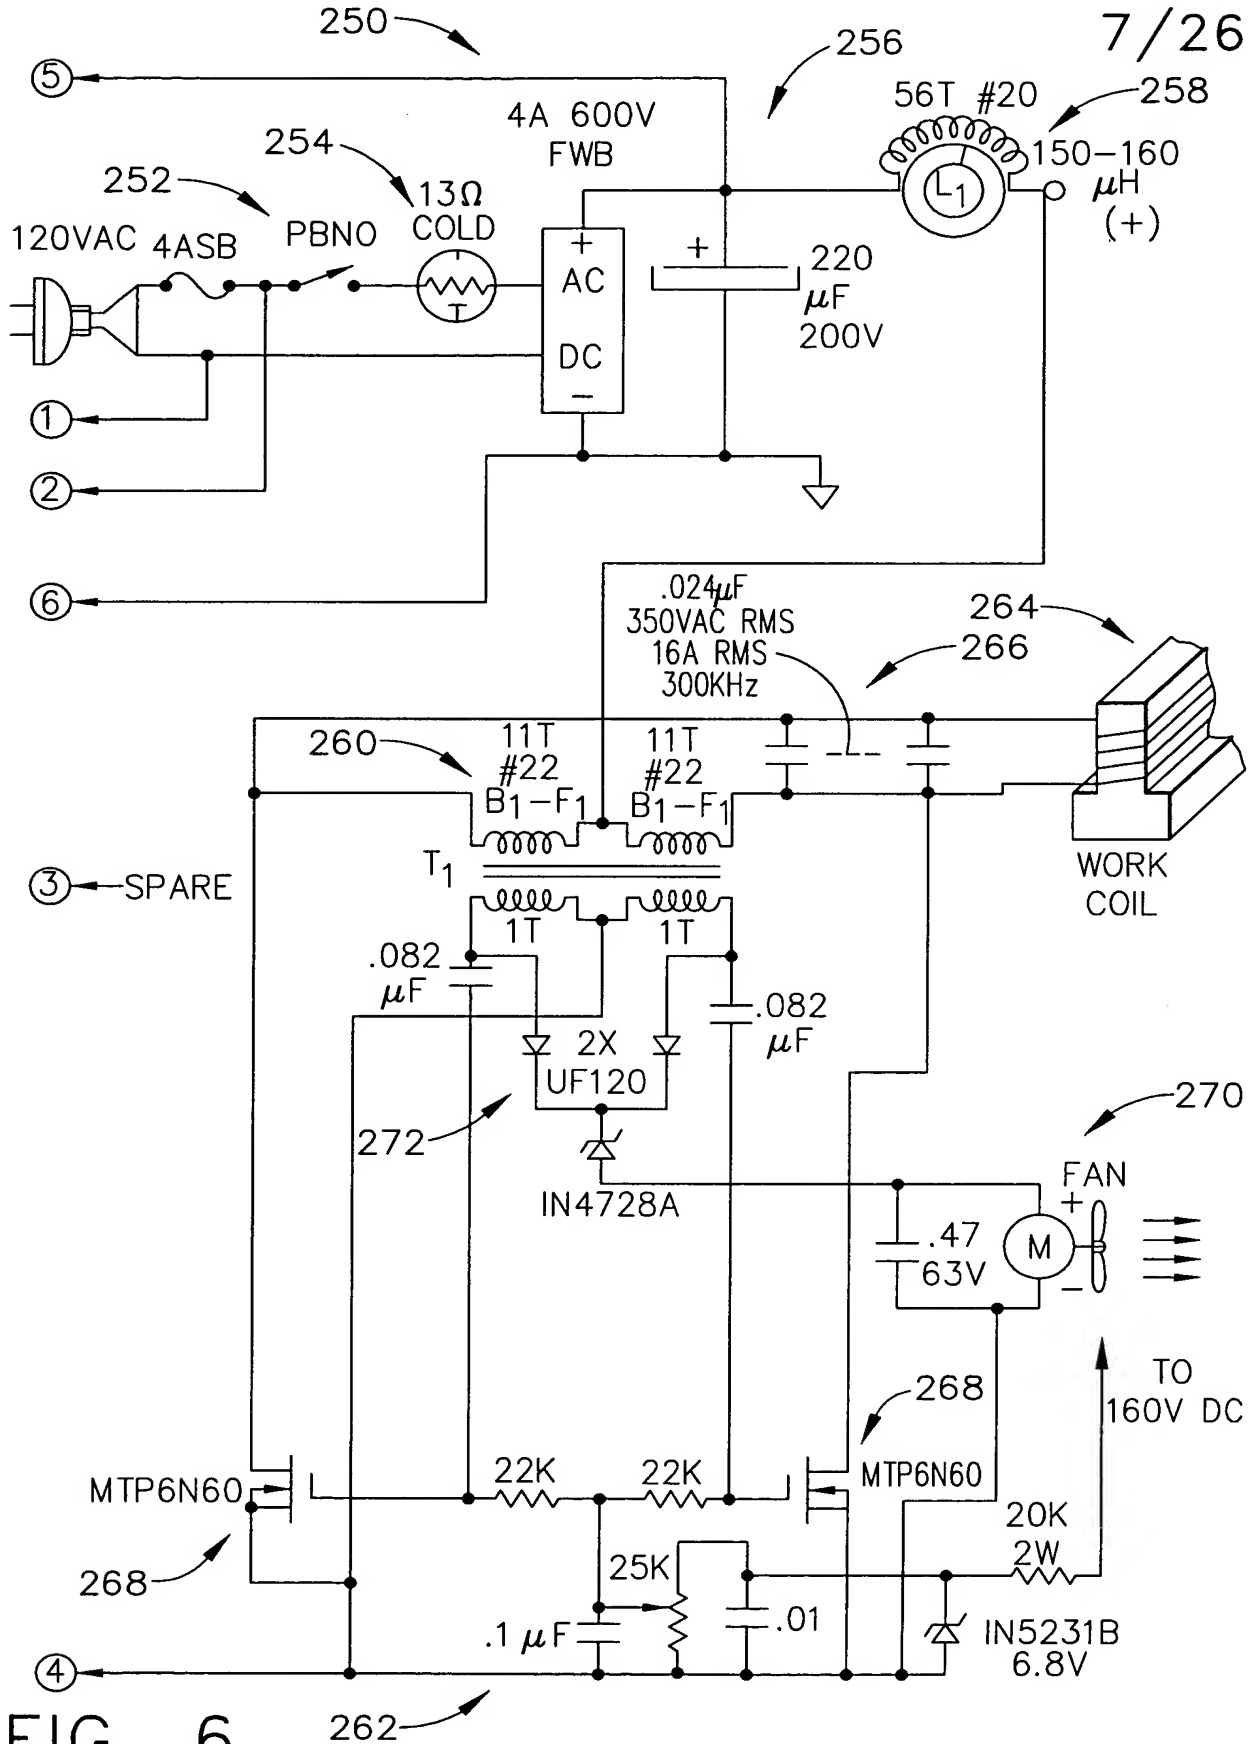 250
7/26
256
5
56T #20
258
4A 600V
FWB
254
150-160
μH
(+)
252
13Ω
COLD
L1
120VAC
4ASB
PBNO
+
AC
DC
-
+
220
μF
200V
T
1
2
6
.024μF
350VAC RMS
16A RMS
300KHz
264
266
260
11T
#22
B1-F1
11T
#22
B1-F1
T1
WORK
COIL
3
SPARE
1T
1T
.082
μF
.082
μF
2X
UF120
272
270
IN4728A
FAN
+
M
-
.47
63V
TO
160V DC
268
MTP6N60
22K
22K
MTP6N60
20K
2W
268
25K
.1 μF
.01
IN5231B
6.8V
4
262
FIG. 6